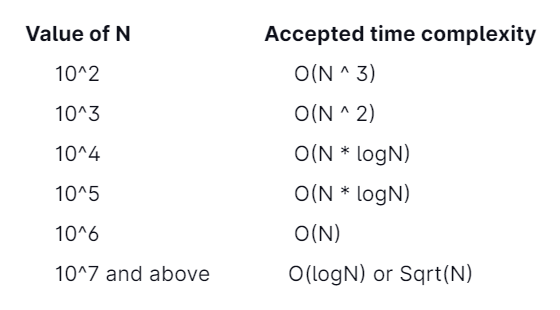 Value of N Accepted time complexity
10^2 O(N ^ 3)
10^3 O(N ^ 2)
10^4 O(N * logN)
10^5 O(N * logN)
10^6 O(N)
10^7 and above O(logN) or Sqrt(N)